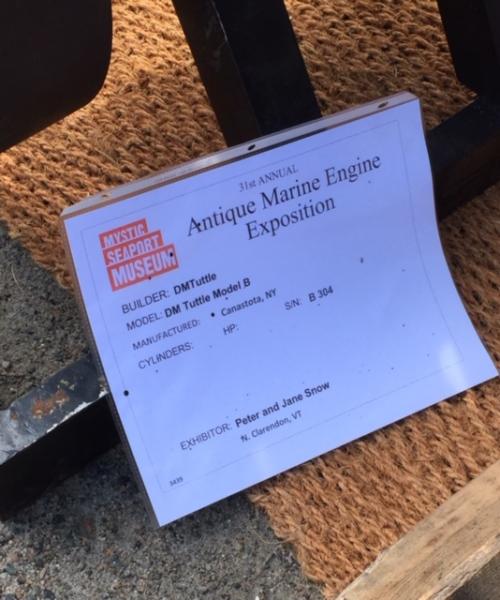 31st ANNUAL
Antique Marine Engine
Exposition
MYSTIC
SEAPORT
MUSEUM
BUILDER: DMTuttle
MODEL: DM Tuttle Model B
MANUFACTURED: Canastota, NY
CYLINDERS: HP: S/N: B 304
EXHIBITOR: Peter and Jane Snow
N. Clarendon, VT
3435